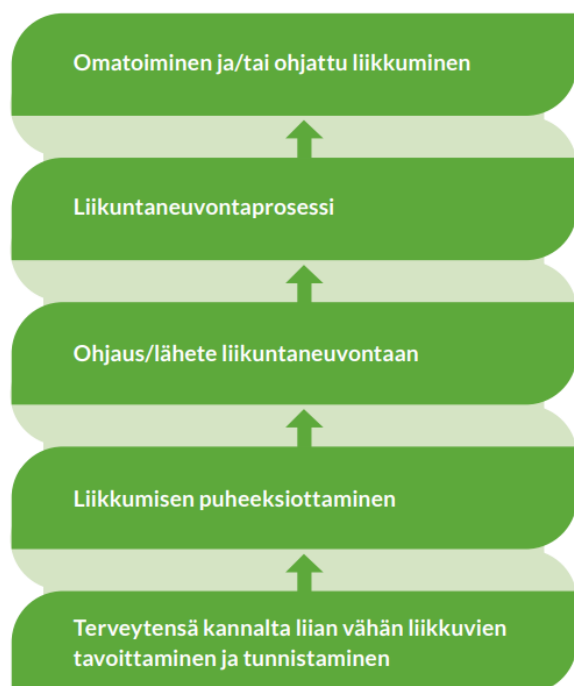 Omatoiminen ja/tai ohjattu liikkuminen
Liikuntaneuvontaprosessi
Ohjaus/lähete liikuntaneuvontaan
Liikkumisen puheeksiottaminen
Terveytensä kannalta liian vähän liikkuvien
tavoittaminen ja tunnistaminen